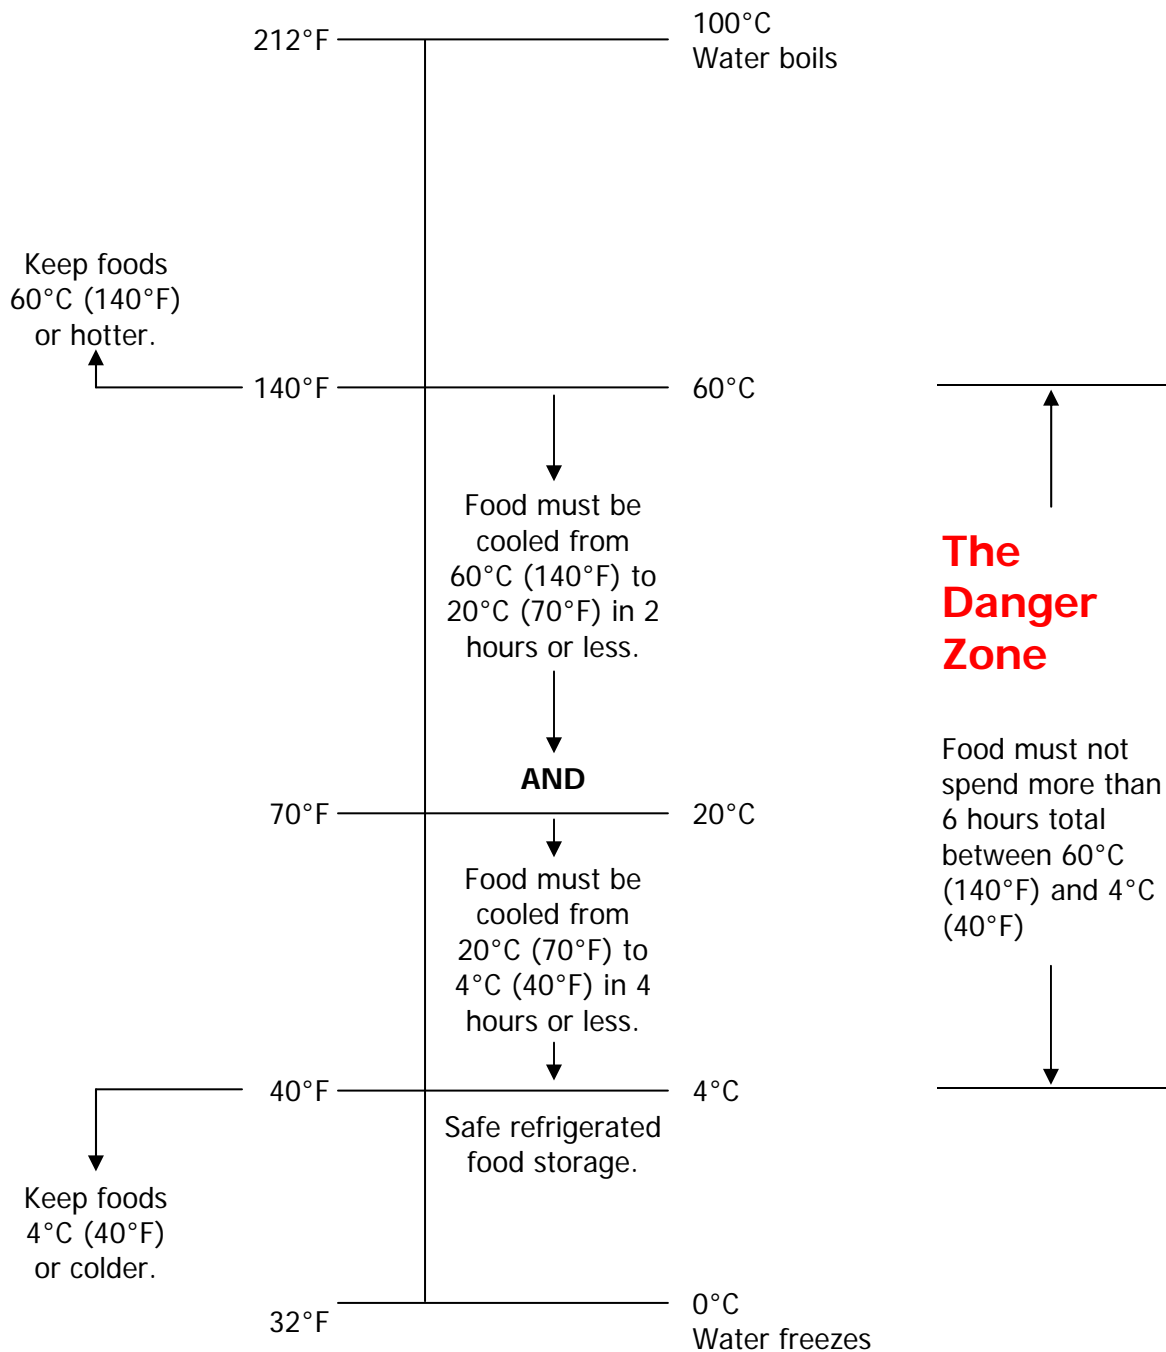 212°F
100°C
Water boils
Keep foods
60°C (140°F)
or hotter.
140°F
60°C
Food must be
cooled from
60°C (140°F) to
20°C (70°F) in 2
hours or less.
The
Danger
Zone
Food must not
spend more than
6 hours total
between 60°C
(140°F) and 4°C
(40°F)
AND
70°F
20°C
Food must be
cooled from
20°C (70°F) to
4°C (40°F) in 4
hours or less.
40°F
4°C
Safe refrigerated
food storage.
Keep foods
4°C (40°F)
or colder.
32°F
0°C
Water freezes